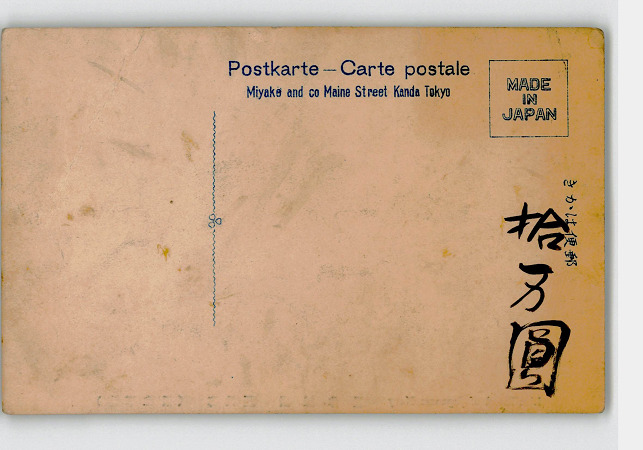 Postkarte — Carte postale
Miyake and co Maine Street Kanda Tokyo
MADE
IN
JAPAN
きかは便郵
拾万圓